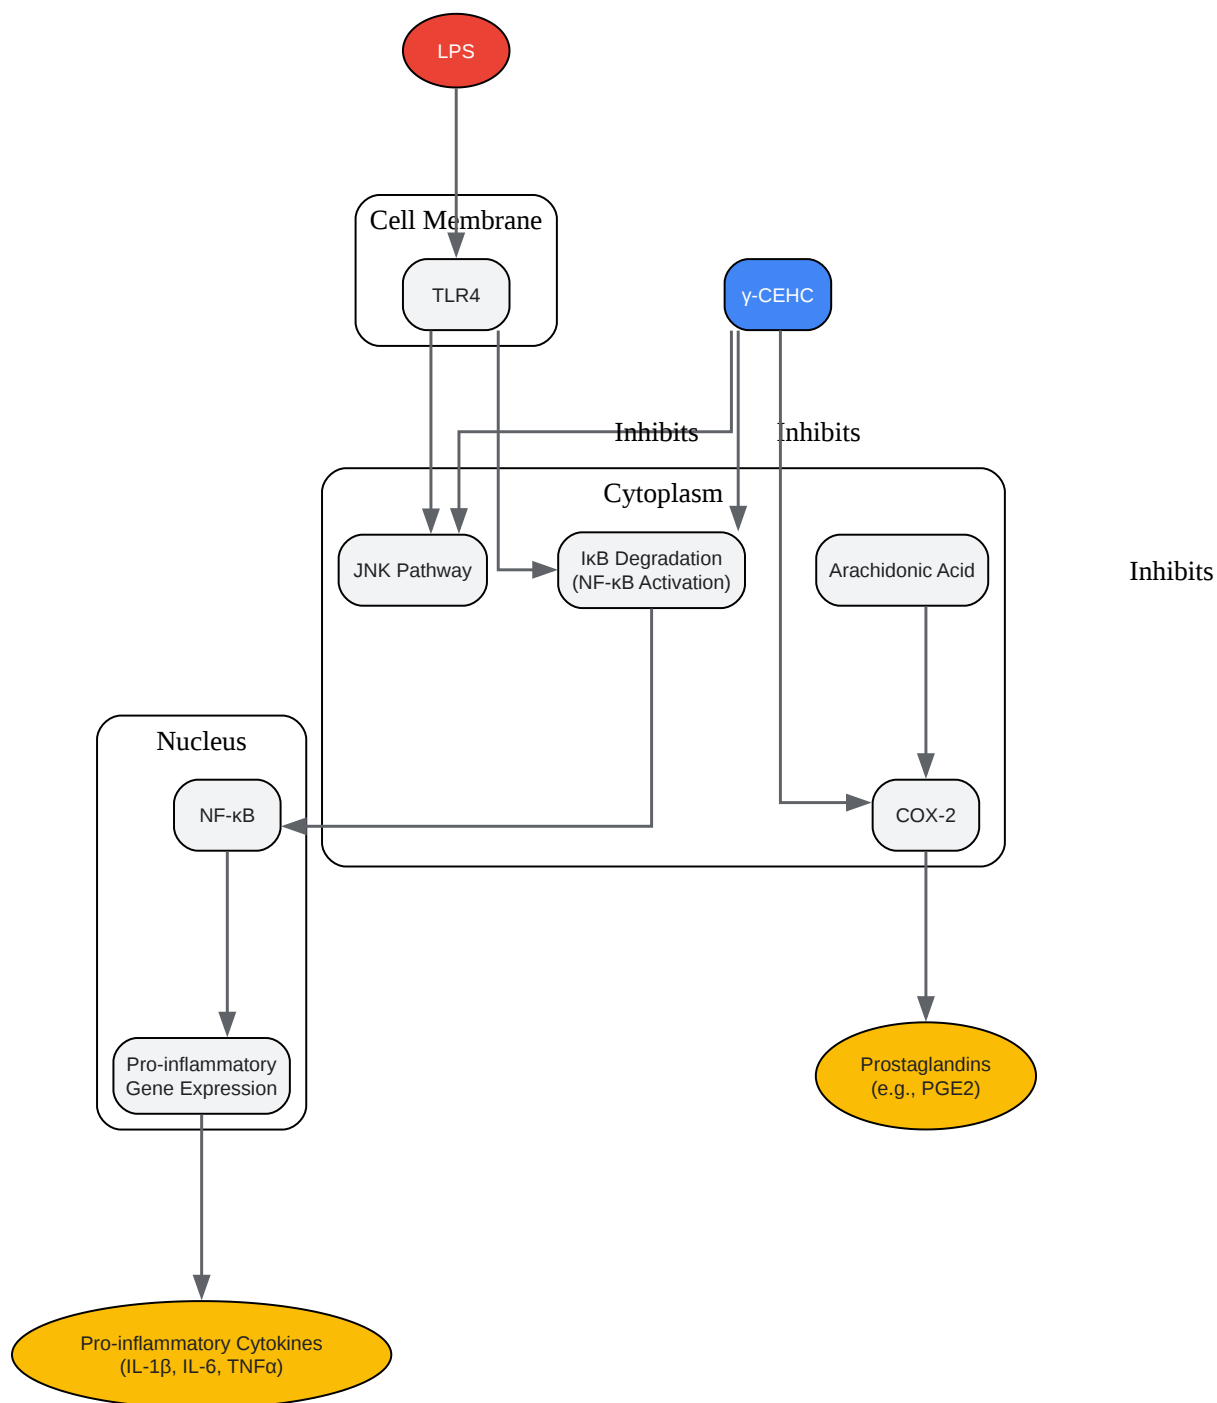 LPS
Cell Membrane
TLR4
γ-CEHC
Inhibits
Inhibits
Cytoplasm
JNK Pathway
IκB Degradation
(NF-κB Activation)
Arachidonic Acid
Inhibits
Nucleus
NF-κB
COX-2
Pro-inflammatory
Gene Expression
Prostaglandins
(e.g., PGE2)
Pro-inflammatory Cytokines
(IL-1β, IL-6, TNFα)